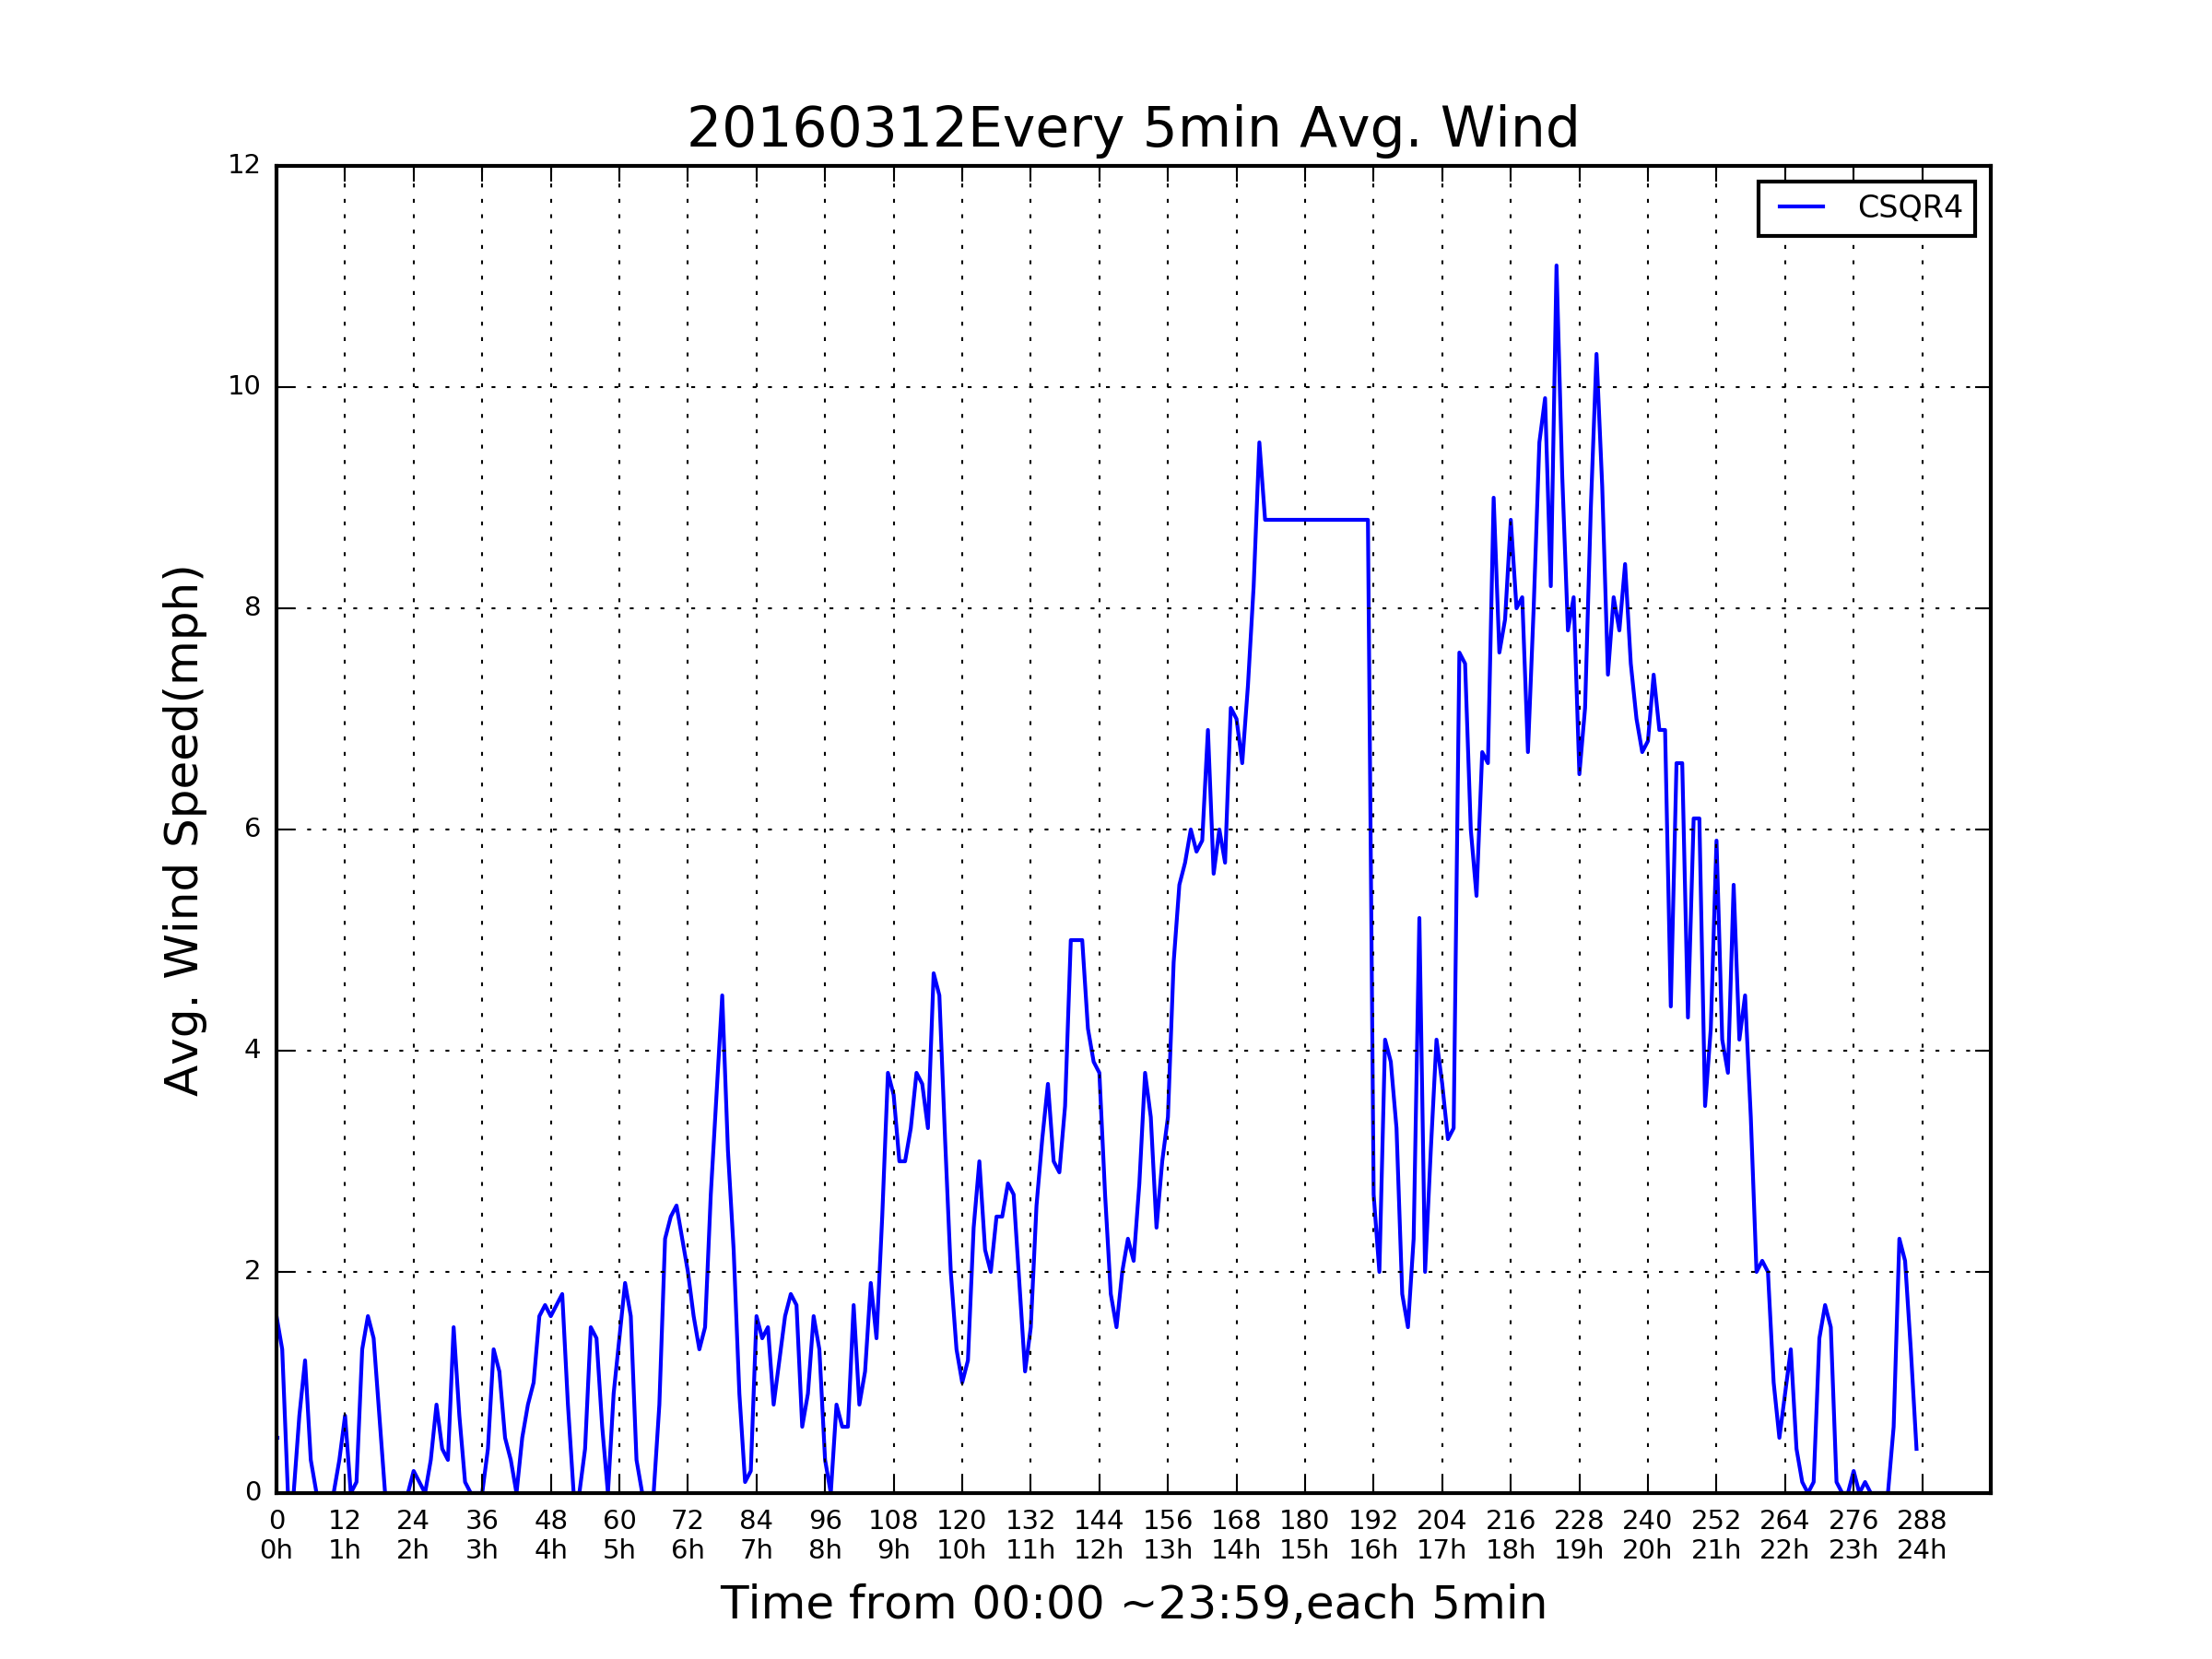 20160312Every 5min Avg. Wind
CSQR4
12
10
8
6
4
2
0
Avg. Wind Speed(mph)
0 12 24 36 48 60 72 84 96 108 120 132 144 156 168 180 192 204 216 228 240 252 264 276 288
0h 1h 2h 3h 4h 5h 6h 7h 8h 9h 10h 11h 12h 13h 14h 15h 16h 17h 18h 19h 20h 21h 22h 23h 24h
Time from 00:00 ~23:59,each 5min